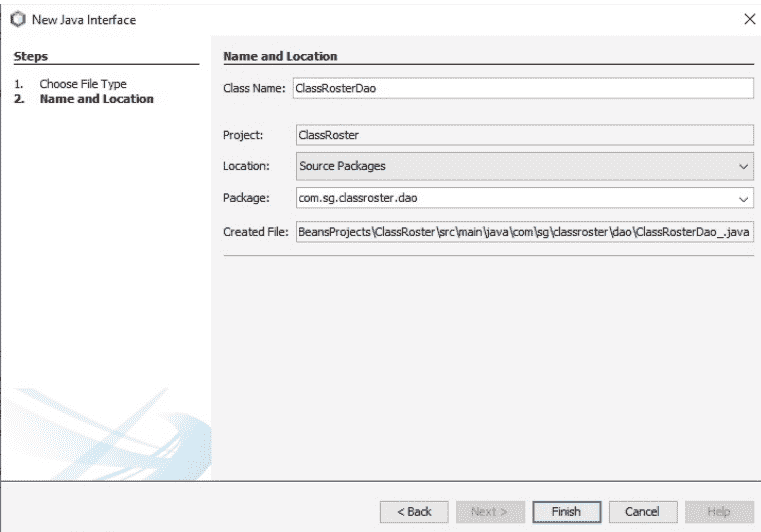 New Java Interface
Steps
1. Choose File Type
2. Name and Location
Name and Location
Class Name: ClassRosterDao
Project: ClassRoster
Location: Source Packages
Package: com.sg.classroster.dao
Created File: BeansProjects\ClassRoster\src\main\java\com\sg\classroster\dao\ClassRosterDao_.java
< Back Next > Finish Cancel Help